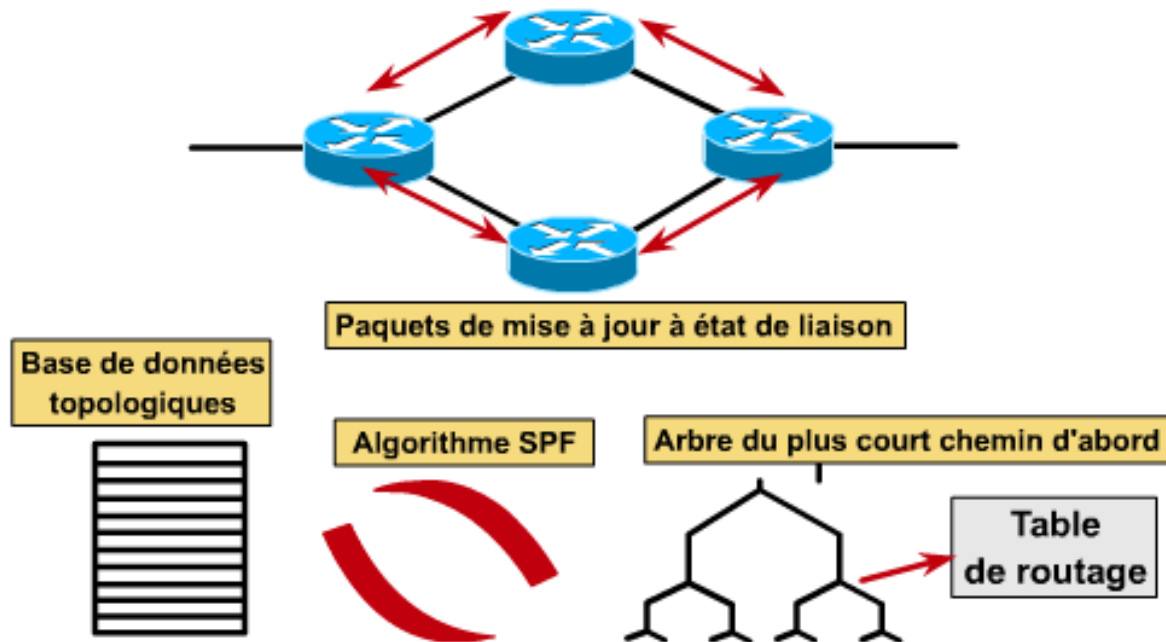 Paquets de mise à jour à état de liaison
Base de données
topologiques
Algorithme SPF
Arbre du plus court chemin d'abord
Table
de routage